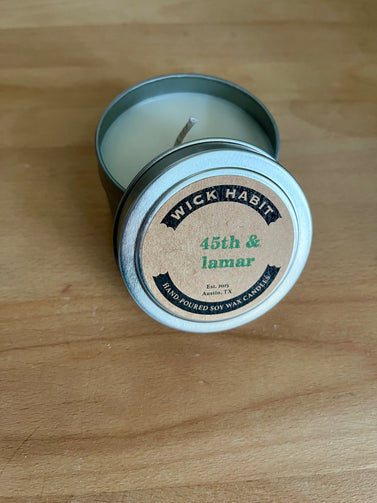 WICK HABIT
45th &
lamar
Est. 2015
Austin, TX
HAND-POURED SOY WAX CANDLES